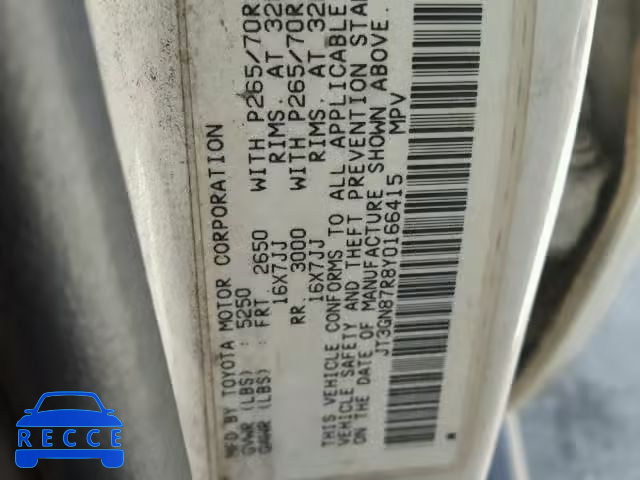 MFD BY TOYOTA MOTOR CORPORATION
GVWR (LBS) : 5250
GAWR (LBS) : FRT 2650 WITH P265/70R
16X7JJ RIMS. AT 32
RR. 3000 WITH P265/70R
16X7JJ RIMS. AT 32
THIS VEHICLE CONFORMS TO ALL APPLICABLE
VEHICLE SAFETY AND THEFT PREVENTION STA
ON THE DATE OF MANUFACTURE SHOWN ABOVE.
JT3GN87R8Y0166415 MPV
RECCE